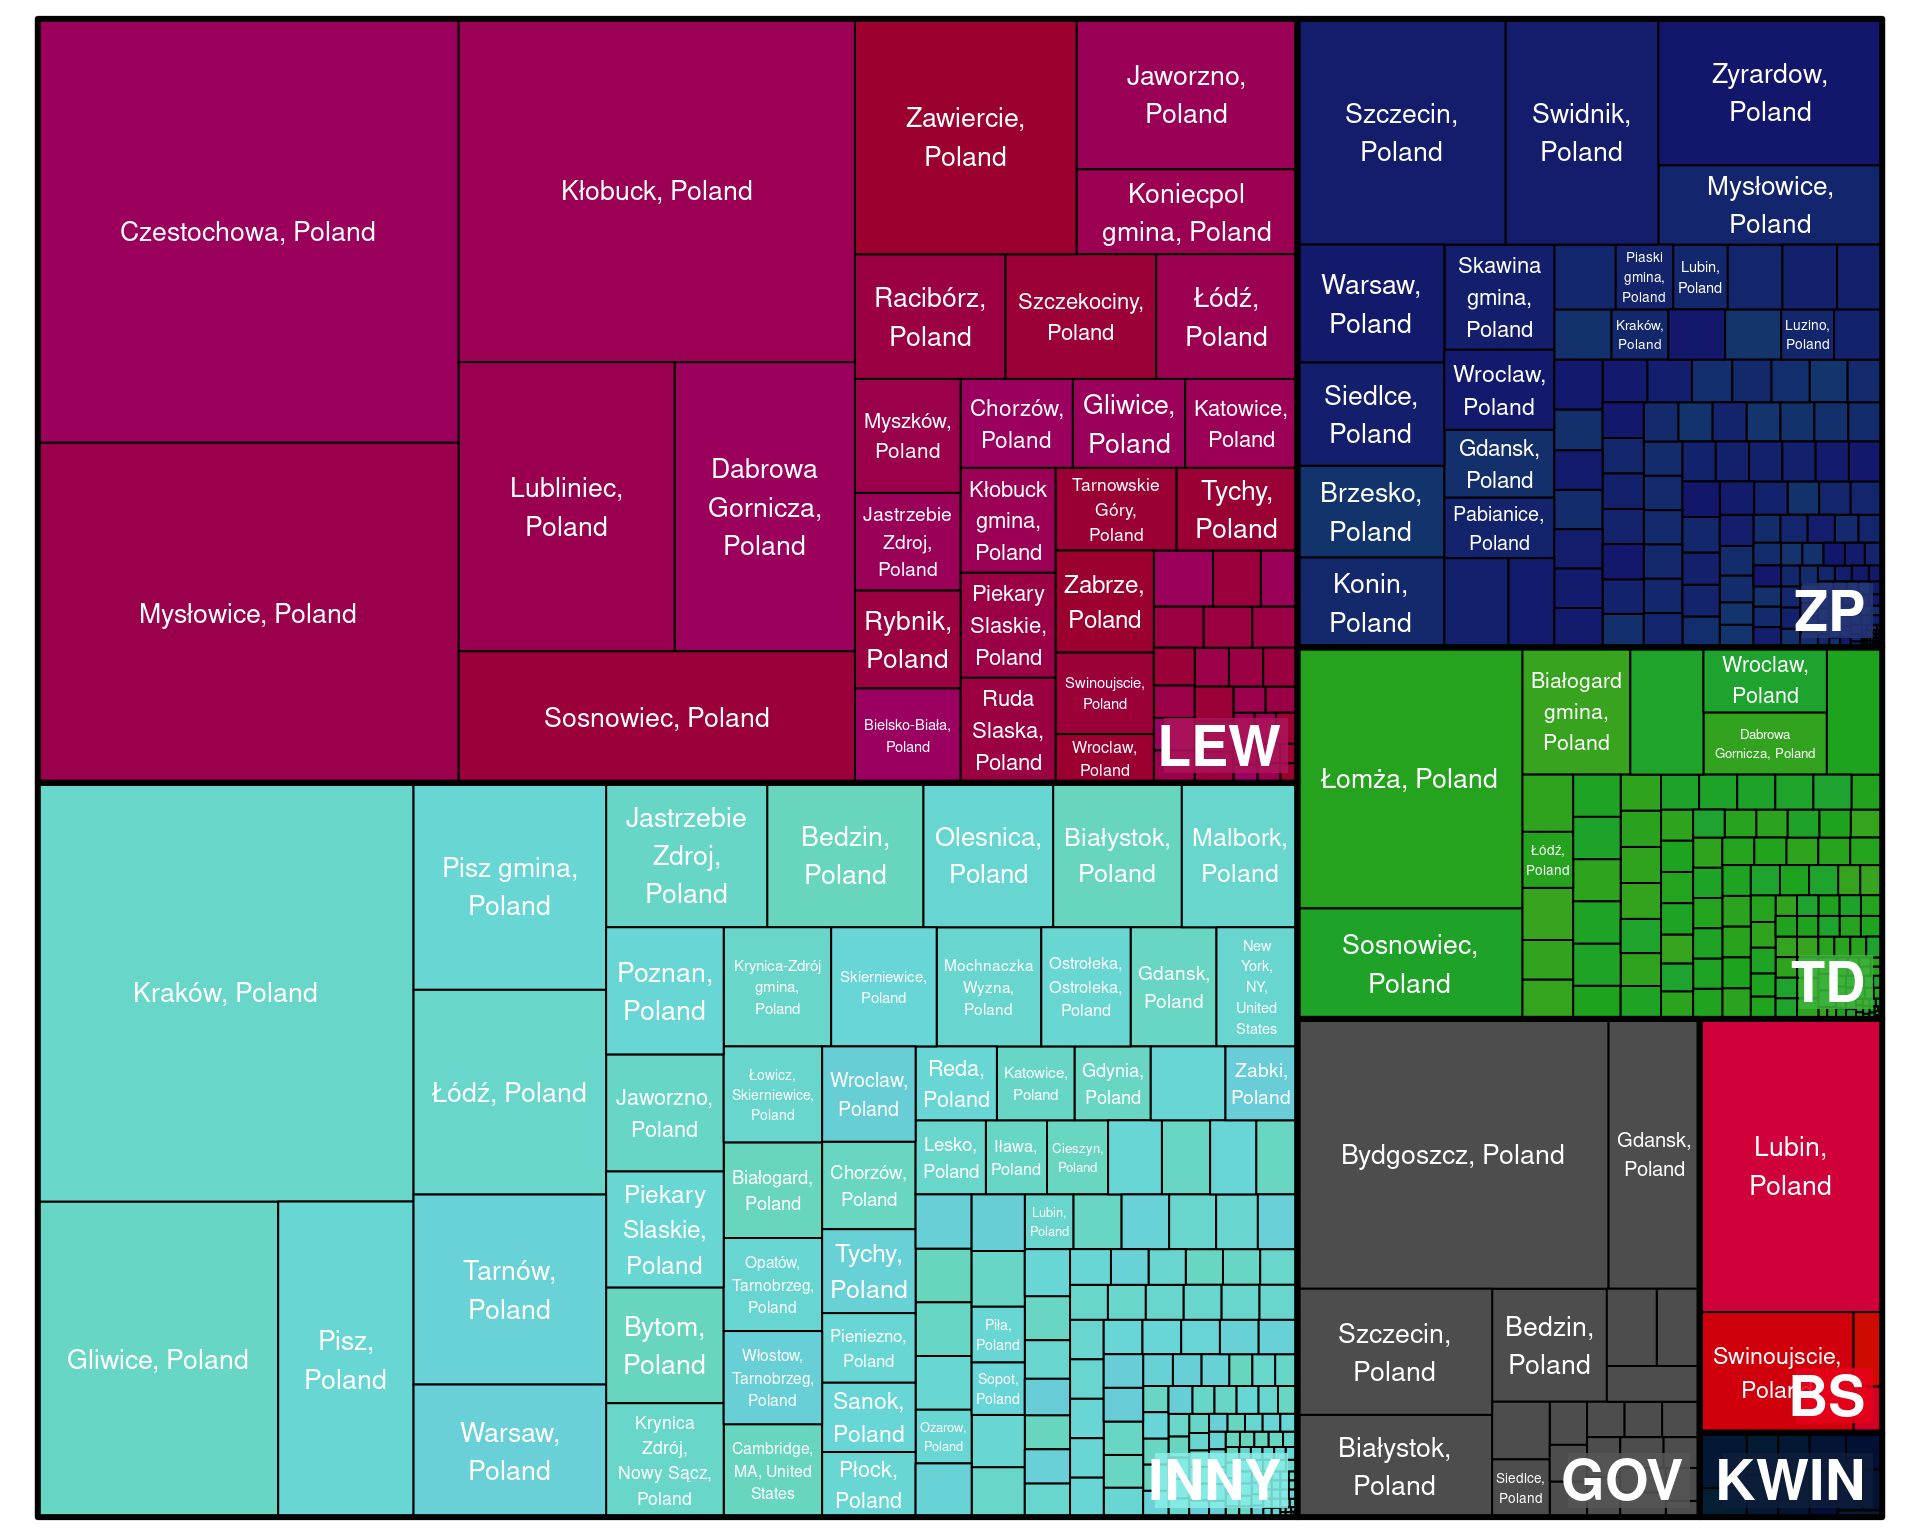 Czestochowa, Poland
Mysłowice, Poland
Kłobuck, Poland
Lubliniec,
Poland
Dabrowa
Gornicza,
Poland
Sosnowiec, Poland
Zawiercie,
Poland
Jaworzno,
Poland
Koniecpol
gmina, Poland
Racibórz,
Poland
Szczekociny,
Poland
Łódź,
Poland
Myszków,
Poland
Chorzów,
Poland
Gliwice,
Poland
Katowice,
Poland
Jastrzebie
Zdroj,
Poland
Kłobuck
gmina,
Poland
Tarnowskie
Góry,
Poland
Tychy,
Poland
Rybnik,
Poland
Piekary
Slaskie,
Poland
Zabrze,
Poland
Bielsko-Biała,
Poland
Ruda
Slaska,
Poland
Swinoujscie,
Poland
Wroclaw,
Poland
LEW
Szczecin,
Poland
Swidnik,
Poland
Zyrardow,
Poland
Mysłowice,
Poland
Warsaw,
Poland
Skawina
gmina,
Poland
Piaski
gmina,
Poland
Lubin,
Poland
Kraków,
Poland
Luzino,
Poland
Siedlce,
Poland
Wroclaw,
Poland
Gdansk,
Poland
Brzesko,
Poland
Pabianice,
Poland
Konin,
Poland
ZP
Łomża, Poland
Białogard
gmina,
Poland
Wroclaw,
Poland
Dabrowa
Gornicza, Poland
Łódź,
Poland
Sosnowiec,
Poland
TD
Kraków, Poland
Gliwice, Poland
Pisz,
Poland
Pisz gmina,
Poland
Łódź, Poland
Tarnów,
Poland
Warsaw,
Poland
Jastrzebie
Zdroj,
Poland
Bedzin,
Poland
Olesnica,
Poland
Białystok,
Poland
Malbork,
Poland
Poznan,
Poland
Krynica-Zdrój
gmina,
Poland
Skierniewice,
Poland
Mochnaczka
Wyzna,
Poland
Ostrołeka,
Ostroleka,
Poland
Gdansk,
Poland
New
York,
NY,
United
States
Jaworzno,
Poland
Łowicz,
Skierniewice,
Poland
Wroclaw,
Poland
Reda,
Poland
Katowice,
Poland
Gdynia,
Poland
Zabki,
Poland
Lesko,
Poland
Iława,
Poland
Cieszyn,
Poland
Piekary
Slaskie,
Poland
Białogard,
Poland
Chorzów,
Poland
Lubin,
Poland
Opatów,
Tarnobrzeg,
Poland
Tychy,
Poland
Bytom,
Poland
Włostow,
Tarnobrzeg,
Poland
Pieniezno,
Poland
Piła,
Poland
Sopot,
Poland
Sanok,
Poland
Ozarow,
Poland
Krynica
Zdrój,
Nowy Sącz,
Poland
Cambridge,
MA, United
States
Płock,
Poland
INNY
Bydgoszcz, Poland
Gdansk,
Poland
Szczecin,
Poland
Bedzin,
Poland
Białystok,
Poland
Siedlce,
Poland
GOV
Lubin,
Poland
Swinoujscie,
Poland
BS
KWIN